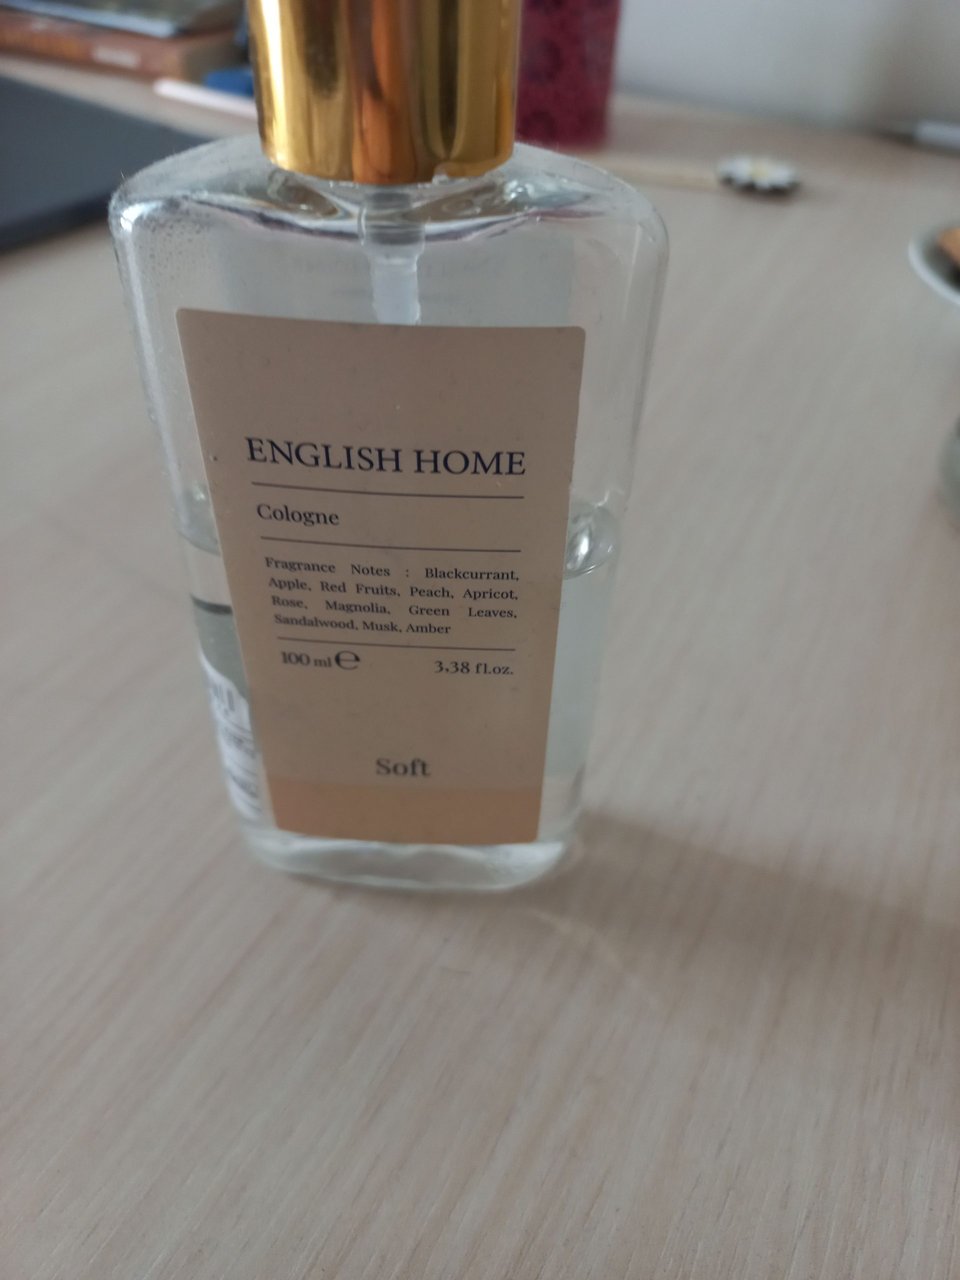 ENGLISH HOME
Cologne
Fragrance Notes : Blackcurrant,
Apple, Red Fruits, Peach, Apricot,
Rose, Magnolia, Green Leaves,
Sandalwood, Musk, Amber
100 ml ℮ 3,38 fl.oz.
Soft